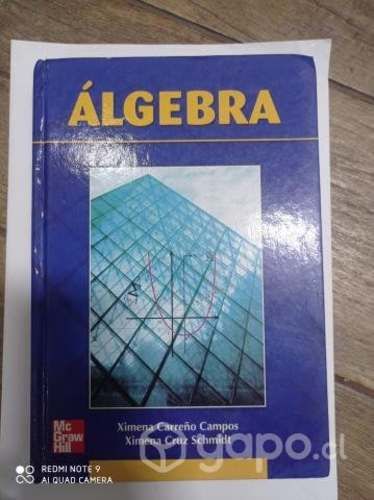 ÁLGEBRA
Mc
Graw
Hill
Ximena Carreño Campos
Ximena Cruz Schmidt
yapo.cl
REDMI NOTE 9
AI QUAD CAMERA